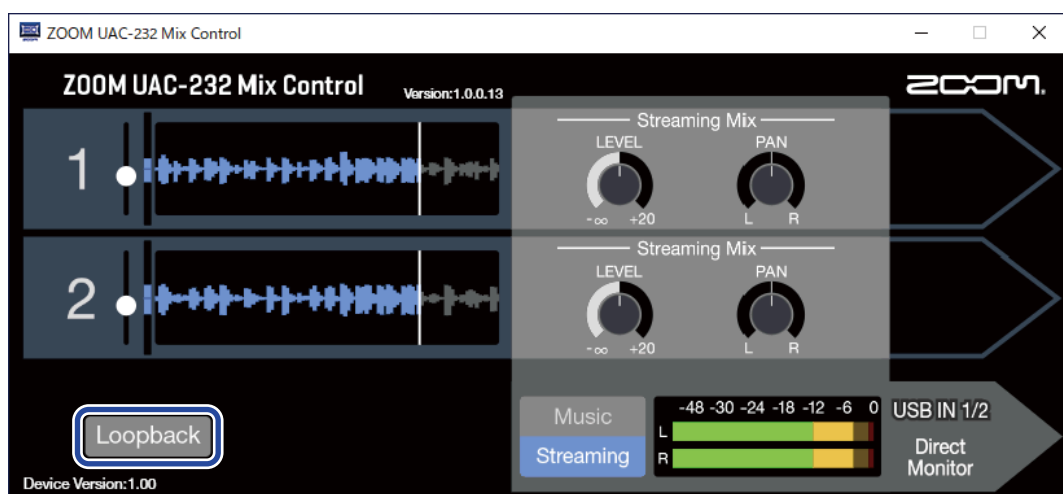 ZOOM UAC-232 Mix Control
ZOOM UAC-232 Mix Control
Version:1.0.0.13
ZOOM.
1
Streaming Mix
LEVEL PAN
-∞ +20 L R
2
Streaming Mix
LEVEL PAN
-∞ +20 L R
Loopback
Music
Streaming
-48 -30 -24 -18 -12 -6 0
L
R
USB IN 1/2
Direct
Monitor
Device Version:1.00